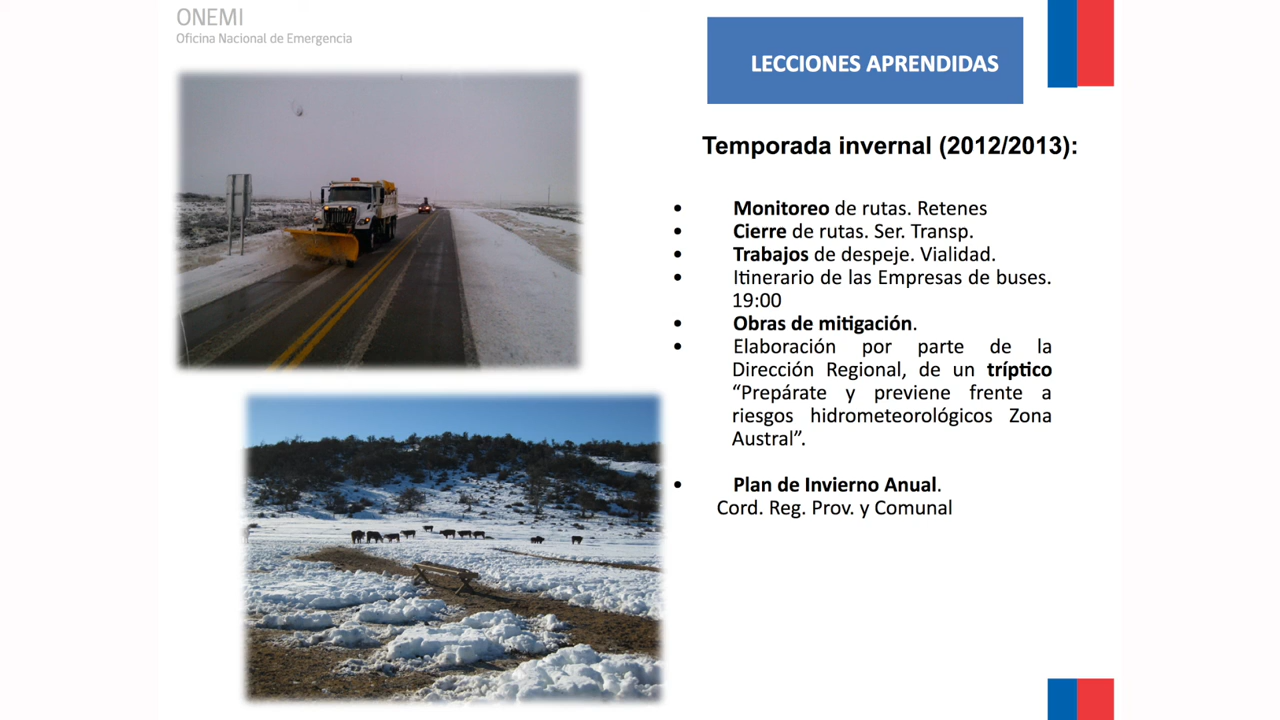 ONEMI
Oficina Nacional de Emergencia
LECCIONES APRENDIDAS
Temporada invernal (2012/2013):
• Monitoreo de rutas. Retenes
• Cierre de rutas. Ser. Transp.
• Trabajos de despeje. Vialidad.
• Itinerario de las Empresas de buses.
19:00
• Obras de mitigación.
• Elaboración por parte de la
Dirección Regional, de un tríptico
“Prepárate y previene frente a
riesgos hidrometeorológicos Zona
Austral”.
• Plan de Invierno Anual.
Cord. Reg. Prov. y Comunal